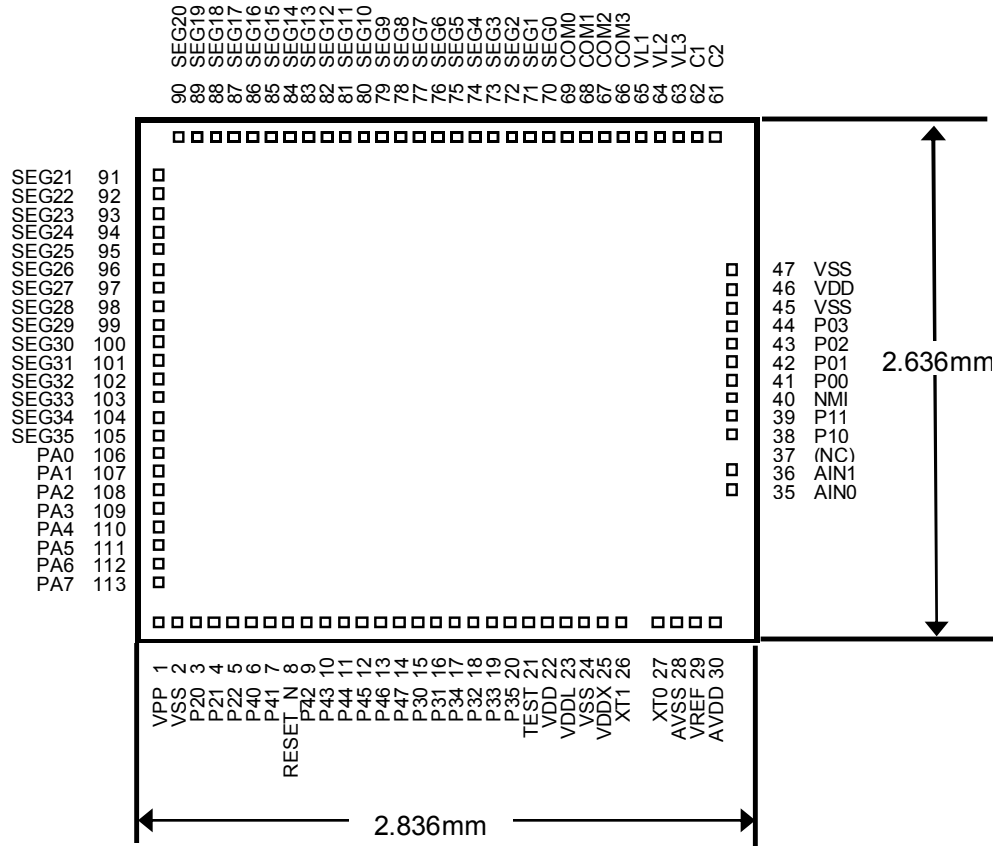 90 SEG20
89 SEG19
88 SEG18
87 SEG17
86 SEG16
85 SEG15
84 SEG14
83 SEG13
82 SEG12
81 SEG11
80 SEG10
79 SEG9
78 SEG8
77 SEG7
76 SEG6
75 SEG5
74 SEG4
73 SEG3
72 SEG2
71 SEG1
70 SEG0
69 COM0
68 COM1
67 COM2
66 COM3
65 VL1
64 VL2
63 VL3
62 C1
61 C2
SEG21 91
SEG22 92
SEG23 93
SEG24 94
SEG25 95
SEG26 96
SEG27 97
SEG28 98
SEG29 99
SEG30 100
SEG31 101
SEG32 102
SEG33 103
SEG34 104
SEG35 105
PA0 106
PA1 107
PA2 108
PA3 109
PA4 110
PA5 111
PA6 112
PA7 113
47 VSS
46 VDD
45 VSS
44 P03
43 P02
42 P01
41 P00
40 NMI
39 P11
38 P10
37 (NC)
36 AIN1
35 AIN0
2.636mm
VPP 1
VSS 2
P20 3
P21 4
P22 5
P40 6
P41 7
RESET_N 8
P42 9
P43 10
P44 11
P45 12
P46 13
P47 14
P30 15
P31 16
P34 17
P32 18
P33 19
P35 20
TEST 21
VDD 22
VDDL 23
VSS 24
VDDX 25
XT1 26
XT0 27
AVSS 28
VREF 29
AVDD 30
2.836mm